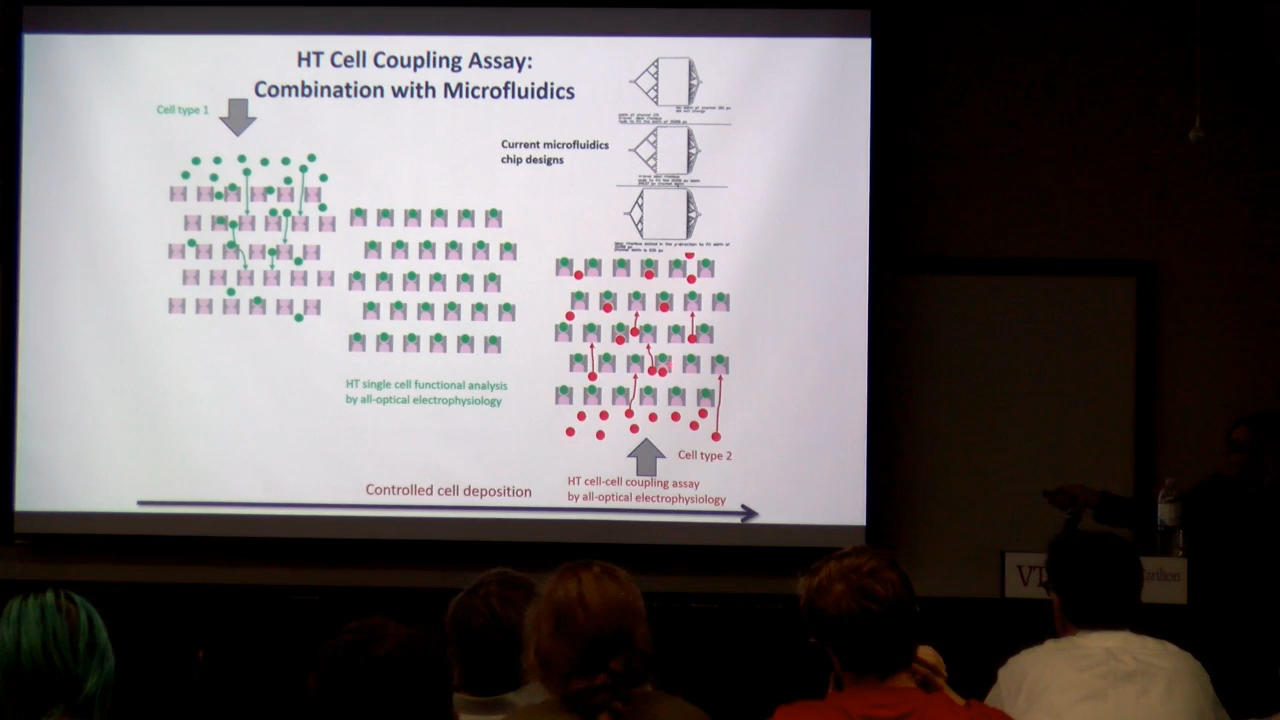 HT Cell Coupling Assay:
Combination with Microfluidics
Cell type 1
Current microfluidics
chip designs
HT single cell functional analysis
by all-optical electrophysiology
Cell type 2
HT cell-cell coupling assay
by all-optical electrophysiology
Controlled cell deposition
VT